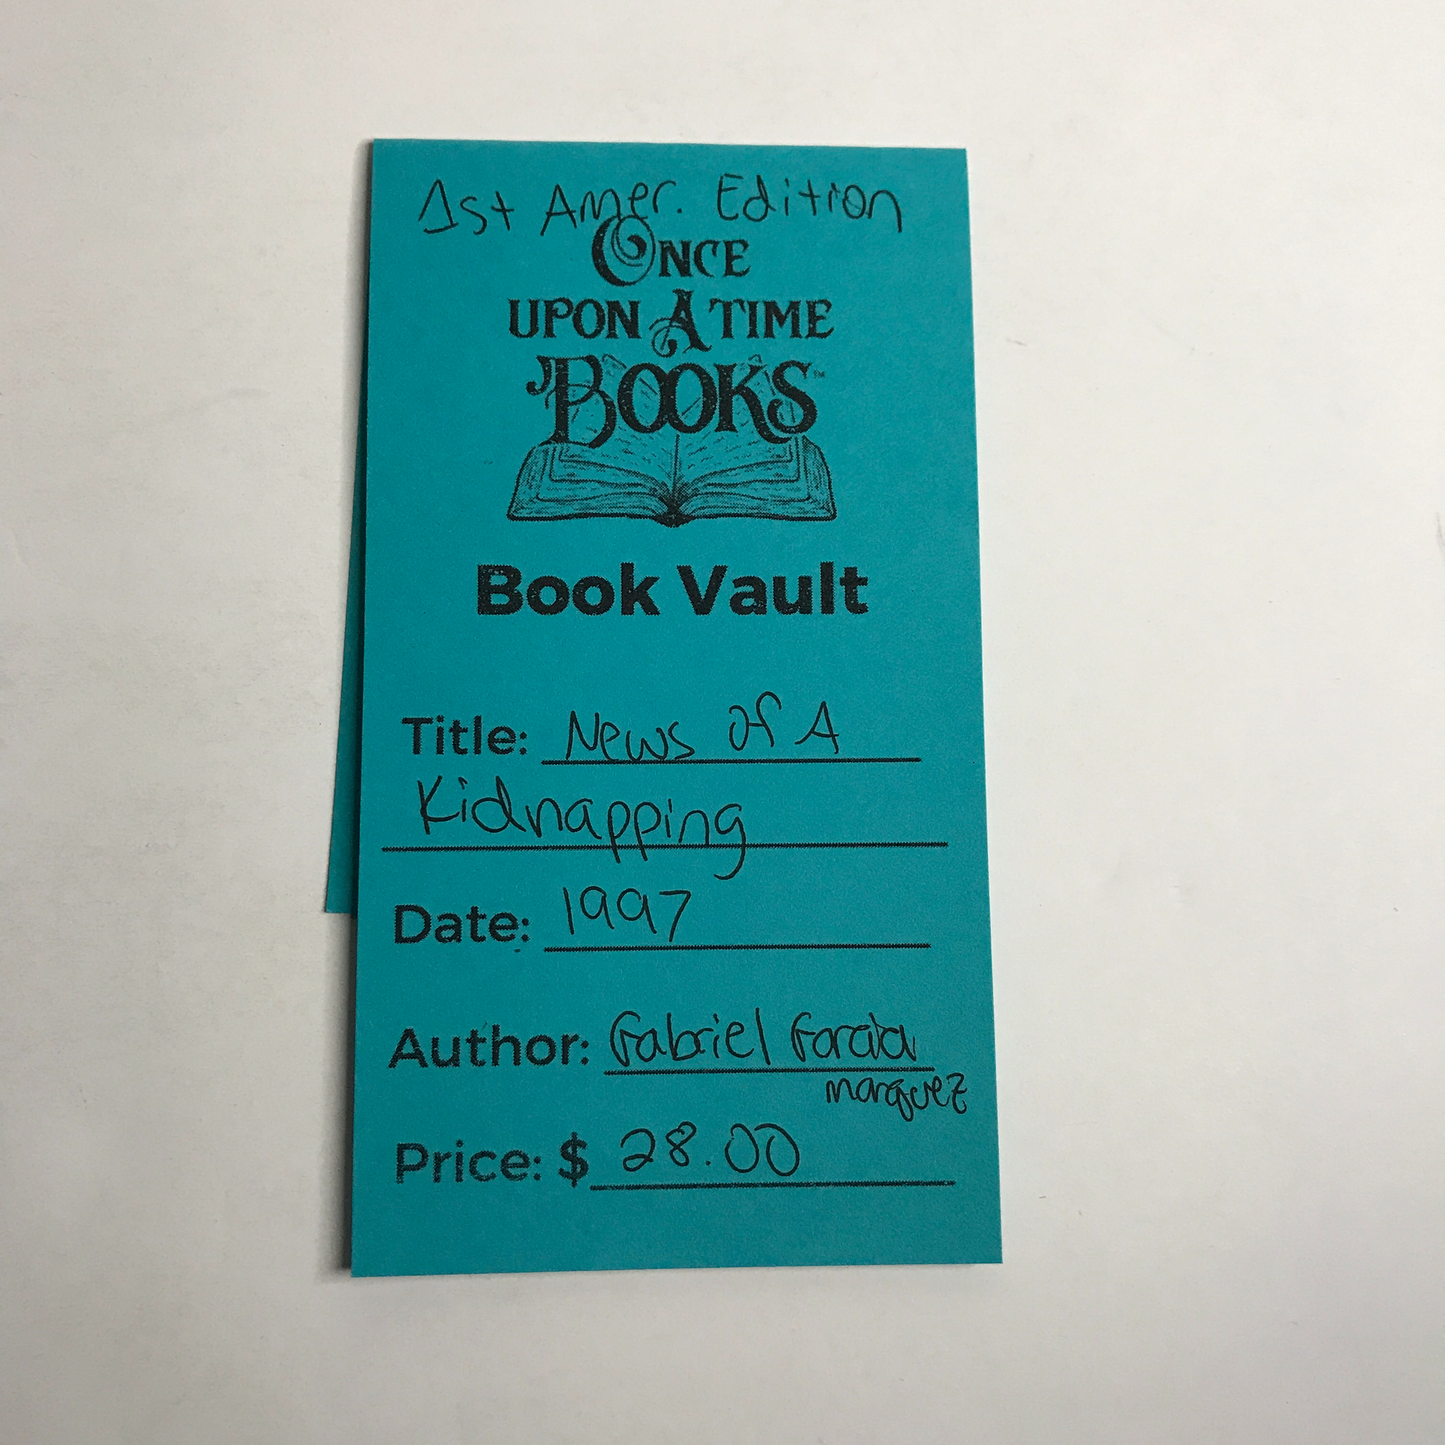 1st Amer. Edition
ONCE
UPON A TIME
BOOKS™
Book Vault
Title: News Of A
Kidnapping
Date: 1997
Author: Gabriel Garcia
marquez
Price: $ 28.00